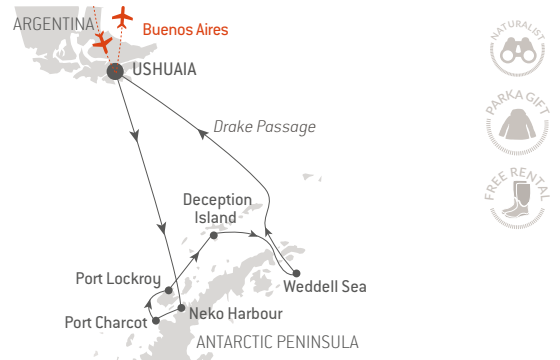 ARGENTINA
Buenos Aires
USHUAIA
Drake Passage
Deception
Island
Port Lockroy
Weddell Sea
Neko Harbour
Port Charcot
ANTARCTIC PENINSULA
NATURALIST
PARKA GIFT
FREE RENTAL